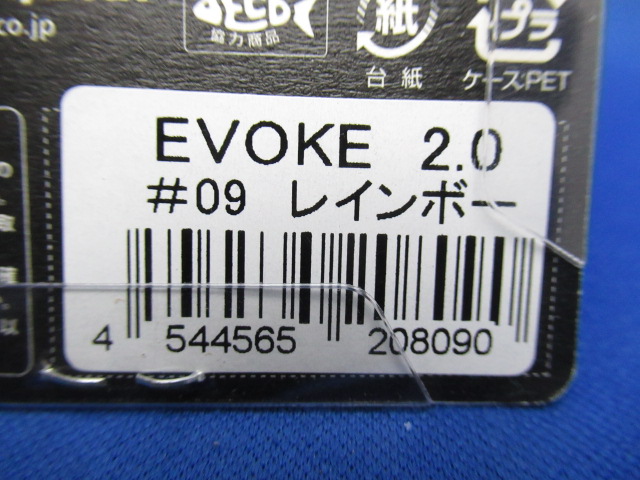 co.jp
協力商品
紙
台紙
プラ
ケース:PET
EVOKE 2.0
#09 レインボー
4 544565 208090